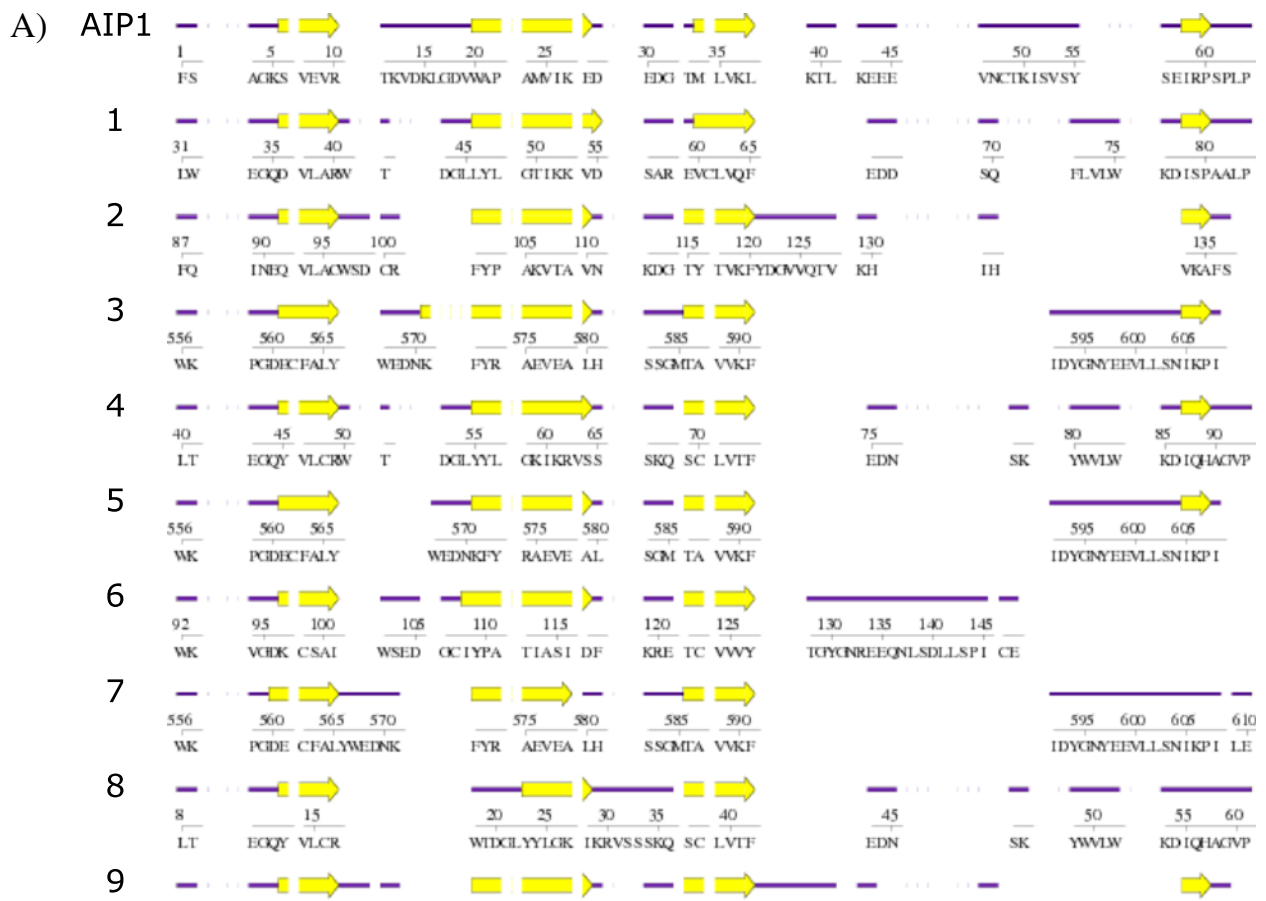 A) AIP1
1 5 10 15 20 25 30 35 40 45 50 55 60
FS AGKS VEVR TKVDKLGDVWAP AMVIK ED EDG TM LVKL KTL KEEE VNCTKISVSY SEIRPSPLP
1
31 35 40 45 50 55 60 65 70 75 80
LW EGQD VLARW T DGLLYL GTIKK VD SAR EVCLVQF EDD SQ FLVLW KDISPAALP
2
87 90 95 100 105 110 115 120 125 130 135
FQ INEQ VLACWSD CR FYP AKVTA VN KDG TY TVKFYDGVVQTV KH IH VKAFS
3
556 560 565 570 575 580 585 590 595 600 605
WK PGDECFALY WEDNK FYR AEVEA LH SSGMTA VVKF IDYGNYEEVLLSNIKPI
4
40 45 50 55 60 65 70 75 80 85 90
LT EGQY VLCRW T DGLYYL GKIKRVSS SKQ SC LVTF EDN SK YWVLW KDIQHAGVP
5
556 560 565 570 575 580 585 590 595 600 605
WK PGDECFALY WEDNKFY RAEVE AL SGM TA VVKF IDYGNYEEVLLSNIKPI
6
92 95 100 105 110 115 120 125 130 135 140 145
WK VGDK CSAI WSED GCIYPA TIASI DF KRE TC VVVY TGYGNREEQNLSDLLSPI CE
7
556 560 565 570 575 580 585 590 595 600 605 610
WK PGDE CFALYWEDNK FYR AEVEA LH SSGMTA VVKF IDYGNYEEVLLSNIKPI LE
8
8 15 20 25 30 35 40 45 50 55 60
LT EGQY VLCR WTDGLYYLGK IKRVSSSKQ SC LVTF EDN SK YWVLW KDIQHAGVP
9